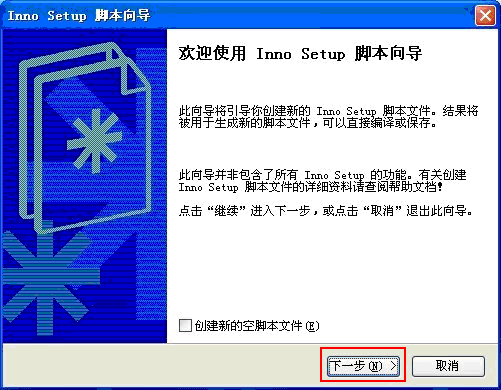 Inno Setup 脚本向导
欢迎使用 Inno Setup 脚本向导
此向导将引导你创建新的 Inno Setup 脚本文件。结果将
被用于生成新的脚本文件，可以直接编译或保存。
此向导并非包含了所有 Inno Setup 的功能。有关创建
Inno Setup 脚本文件的详细资料请查阅帮助文档！
点击“继续”进入下一步，或点击“取消”退出此向导。
创建新的空脚本文件(E)
下一步(N) >
取消